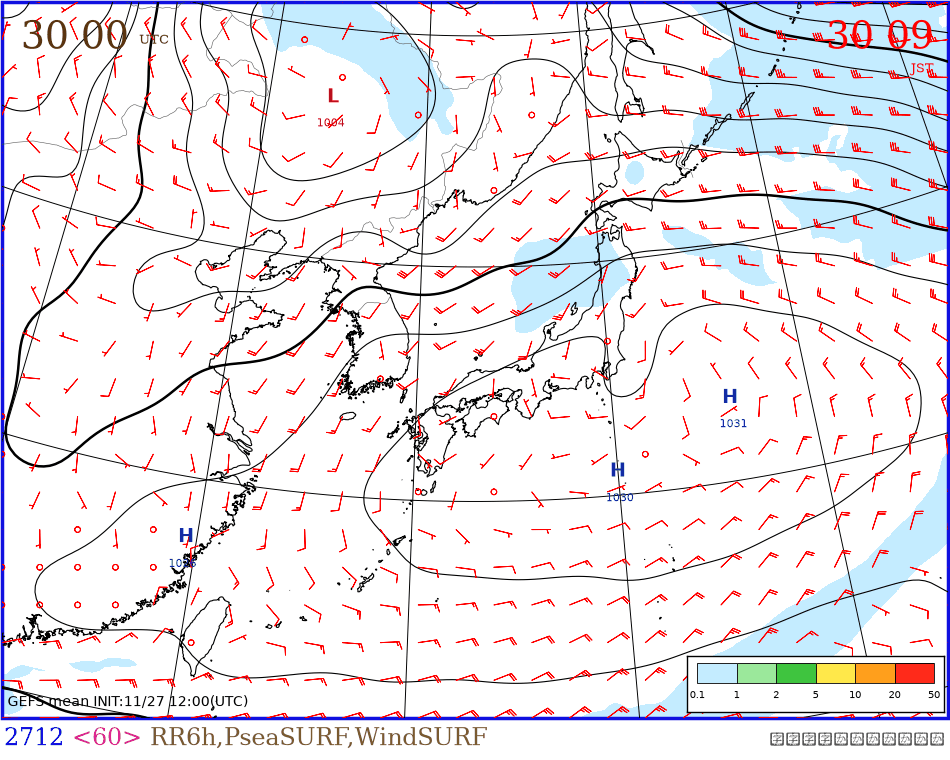 30 00 UTC
30 09
JST
L
1004
H
1031
H
1030
H
0.1 1 2 5 10 20 50
GEFS mean INIT:11/27 12:00(UTC)
2712 <60> RR6h,PseaSURF,WindSURF